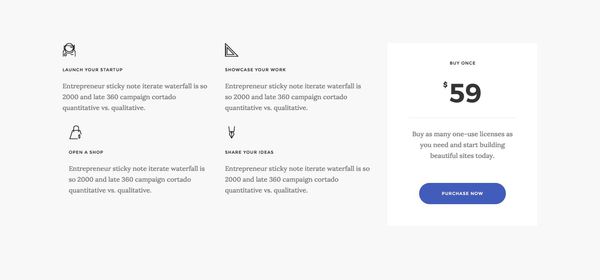 LAUNCH YOUR STARTUP
Entrepreneur sticky note iterate waterfall is so
2000 and late 360 campaign cortado
quantitative vs. qualitative.
SHOWCASE YOUR WORK
Entrepreneur sticky note iterate waterfall is
so 2000 and late 360 campaign cortado
quantitative vs. qualitative.
OPEN A SHOP
Entrepreneur sticky note iterate waterfall is
so 2000 and late 360 campaign cortado
quantitative vs. qualitative.
SHARE YOUR IDEAS
Entrepreneur sticky note iterate waterfall is so
2000 and late 360 campaign cortado
quantitative vs. qualitative.
BUY ONCE
$59
Buy as many one-use licenses as
you need and start building
beautiful sites today.
PURCHASE NOW